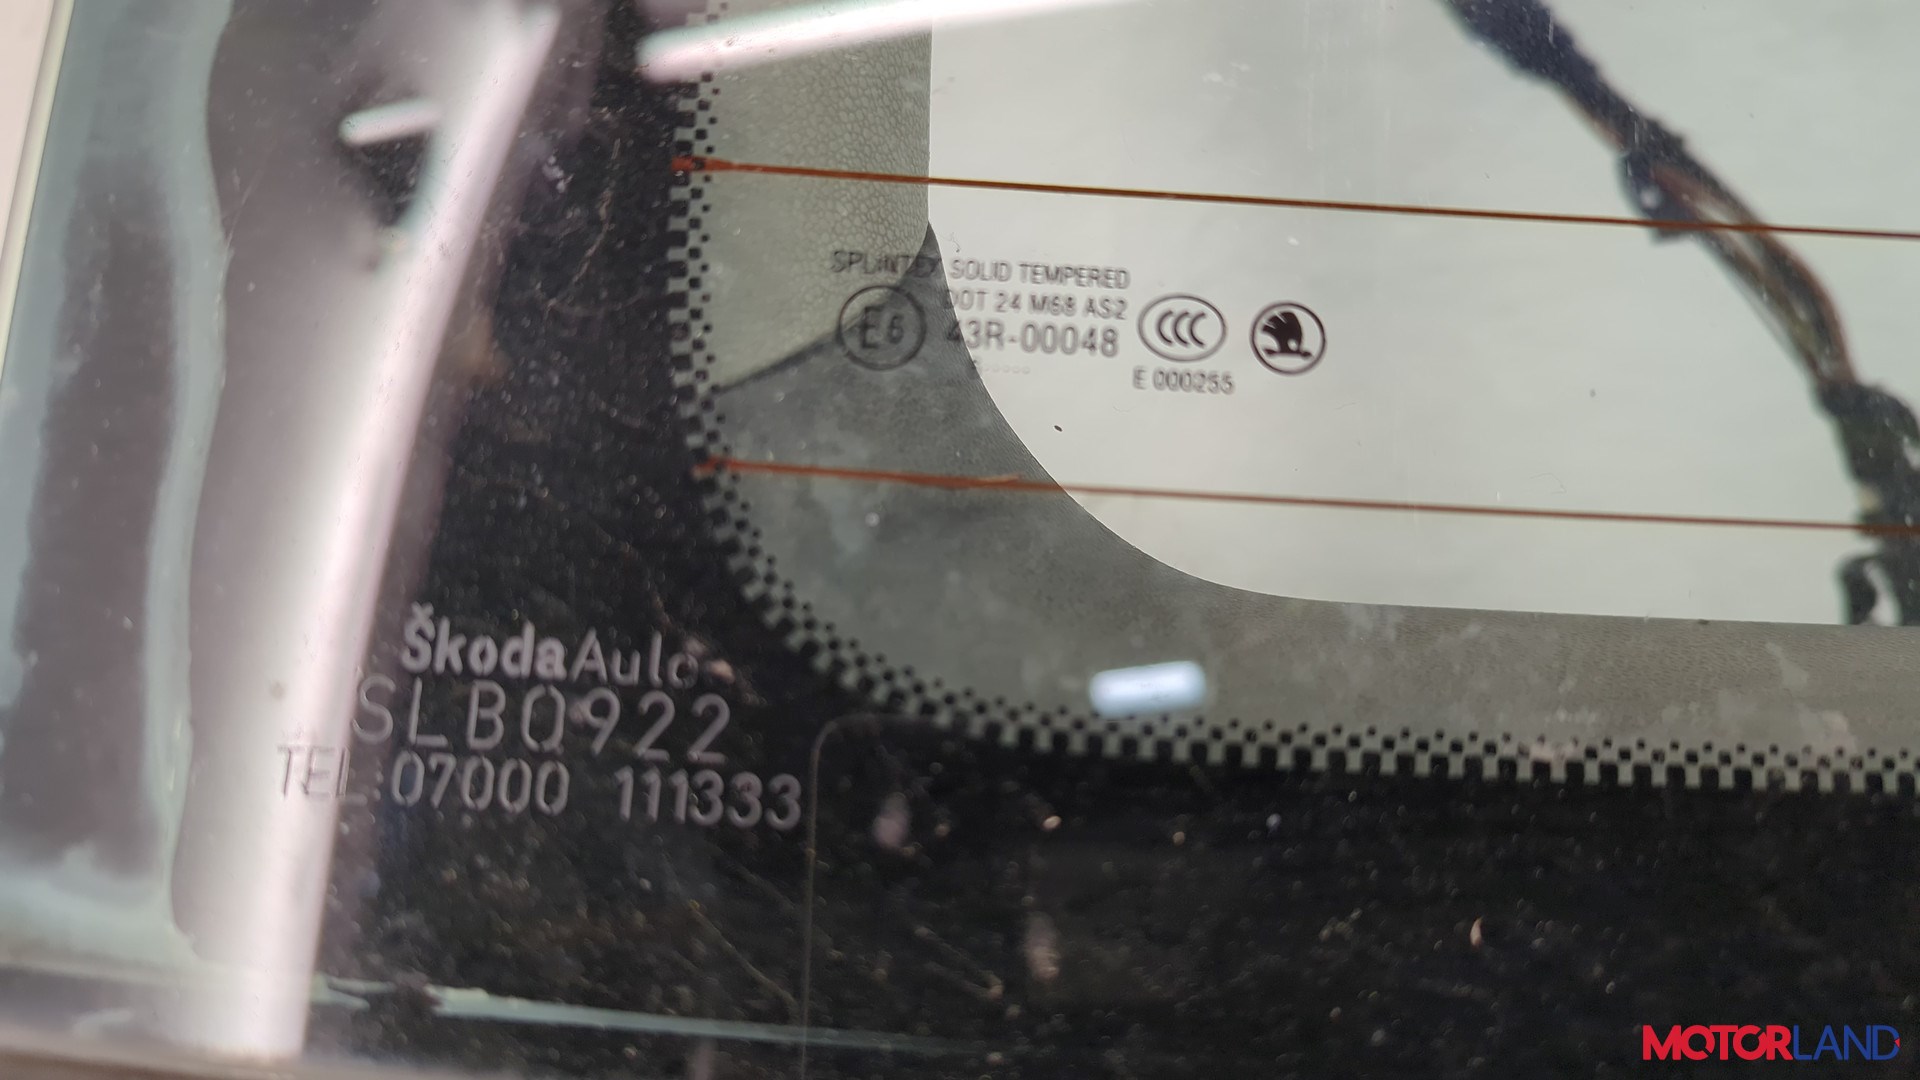 SPLINTEX SOLID TEMPERED
DOT 24 M68 AS2
E6 43R-00048 CCC
E 000255
ŠkodaAuto
SLB0922
TEL 07000 111333
MOTORLAND